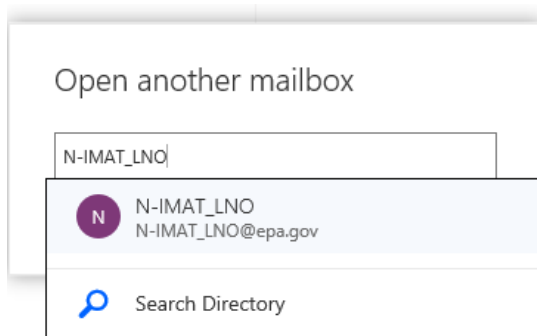 Open another mailbox
N-IMAT_LNO
N
N-IMAT_LNO
N-IMAT_LNO@epa.gov
Search Directory